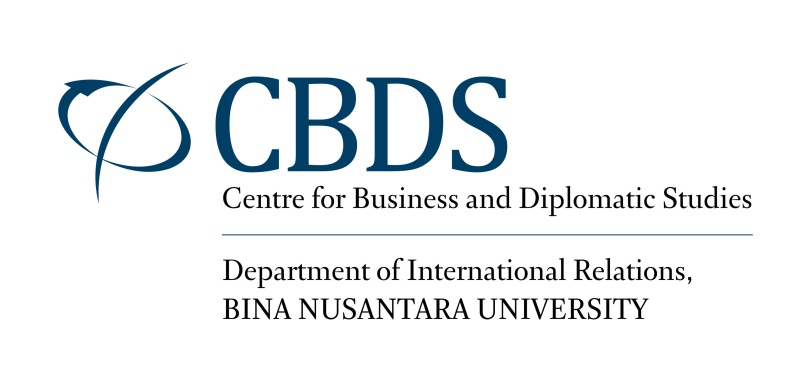 CBDS
Centre for Business and Diplomatic Studies
Department of International Relations,
BINA NUSANTARA UNIVERSITY